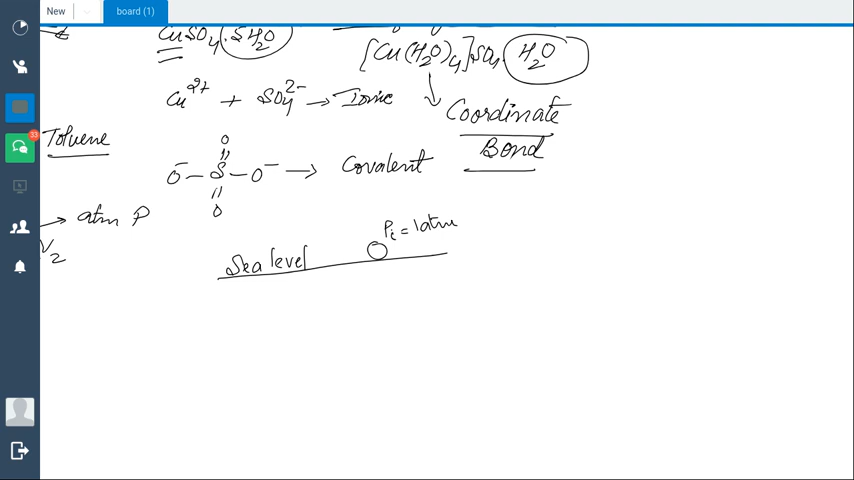 New
board (1)
CuSO4.5H2O
[Cu(H2O)4]SO4.H2O
Cu2+ + SO42- → Ionic
Coordinate
Bond
33
Toluene
O
O- - S - O- → Covalent
O
→ atm P
V2
Pi = 1atm
Sea level